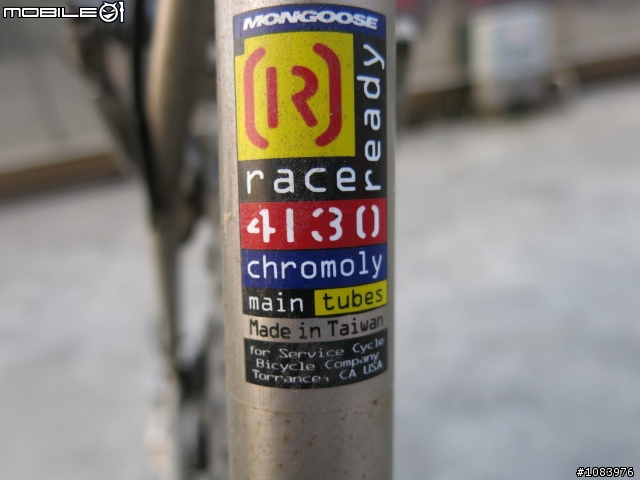 MOBILE01
MONGOOSE
(R)
race ready
4130
chromoly
main tubes
Made in Taiwan
for Service Cycle
Bicycle Company
Torrance, CA USA
#1083976